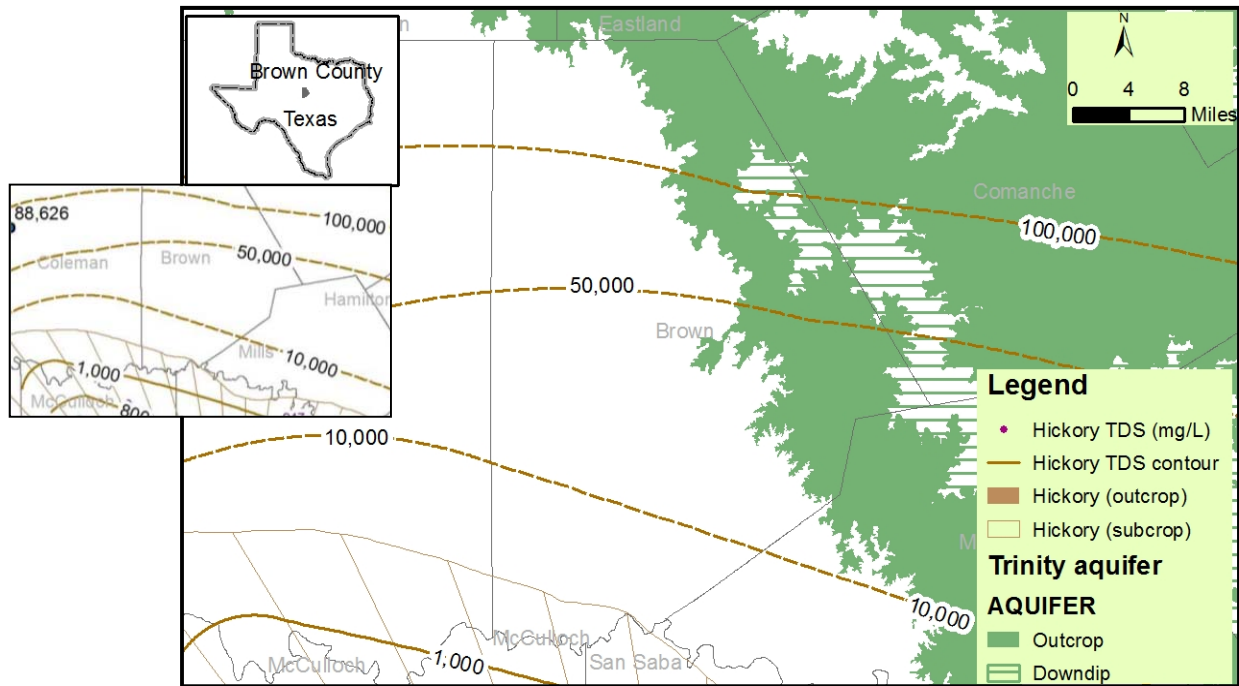 Brown County
Texas
Eastland
N
0 4 8
Miles
Comanche
100,000
50,000
Brown
10,000
10,000
McCulloch
McCulloch
San Saba
1,000
88,626
100,000
50,000
Coleman
Brown
Hamilton
Mills
10,000
1,000
McCulloch
800
Legend
Hickory TDS (mg/L)
Hickory TDS contour
Hickory (outcrop)
Hickory (subcrop)
Trinity aquifer
AQUIFER
Outcrop
Downdip